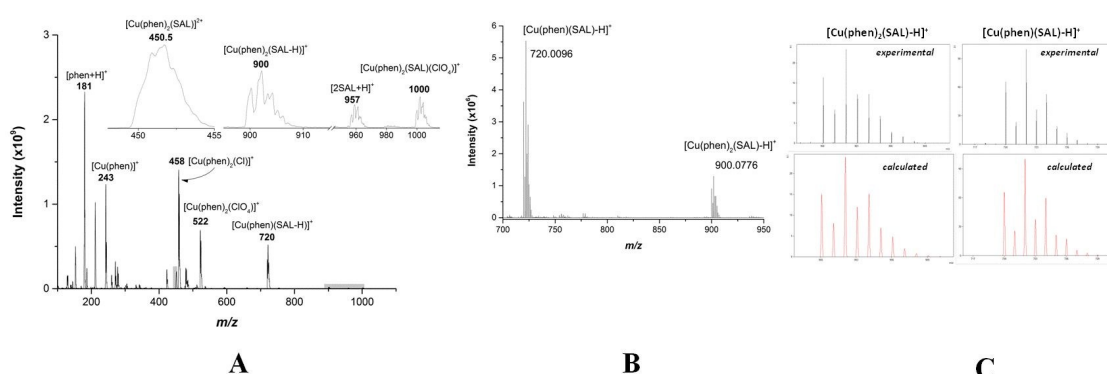 [Cu(phen)₂(SAL)]²⁺
450.5
[Cu(phen)₂(SAL-H)]⁺
900
[Cu(phen)₂(SAL)(ClO₄)]⁺
1000
[2SAL+H]⁺
957
[phen+H]⁺
181
450
455
900
910
960
980
1000
[Cu(phen)]⁺
243
458 [Cu(phen)₂(Cl)]⁺
[Cu(phen)₂(ClO₄)]⁺
522
[Cu(phen)(SAL-H)]⁺
720
Intensity (x10⁹)
3
2
1
0
200
400
600
800
1000
m/z
A
[Cu(phen)(SAL)-H]⁺
720.0096
[Cu(phen)₂(SAL)-H]⁺
900.0776
Intensity (x10⁶)
6
5
4
3
2
1
0
700
750
800
850
900
950
m/z
B
[Cu(phen)₂(SAL)-H]⁺
[Cu(phen)(SAL)-H]⁺
experimental
experimental
calculated
calculated
C